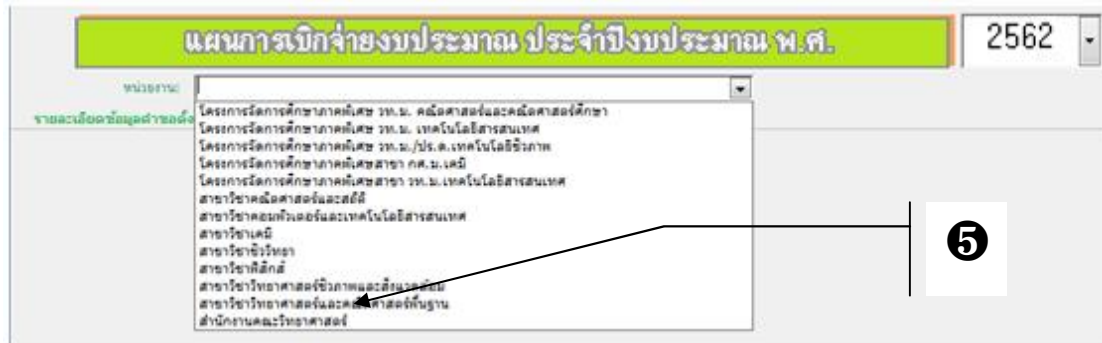 แผนการเบิกจ่ายงบประมาณ ประจำปีงบประมาณ พ.ศ. 2562
หน่วยงาน:
รายละเอียดข้อมูลคำขอตั้ง
โครงการจัดการศึกษาภาคพิเศษ วท.ม. คณิตศาสตร์และคณิตศาสตร์ศึกษา
โครงการจัดการศึกษาภาคพิเศษ วท.ม. เทคโนโลยีสารสนเทศ
โครงการจัดการศึกษาภาคพิเศษ วท.ม./ปร.ด.เทคโนโลยีชีวภาพ
โครงการจัดการศึกษาภาคพิเศษสาขา กศ.ม.เคมี
โครงการจัดการศึกษาภาคพิเศษสาขา วท.ม.เทคโนโลยีสารสนเทศ
สาขาวิชาคณิตศาสตร์และสถิติ
สาขาวิชาคอมพิวเตอร์และเทคโนโลยีสารสนเทศ
สาขาวิชาเคมี
สาขาวิชาชีววิทยา
สาขาวิชาฟิสิกส์
สาขาวิชาวิทยาศาสตร์ชีวภาพและสิ่งแวดล้อม
สาขาวิชาวิทยาศาสตร์และคณิตศาสตร์พื้นฐาน
สำนักงานคณะวิทยาศาสตร์
❺